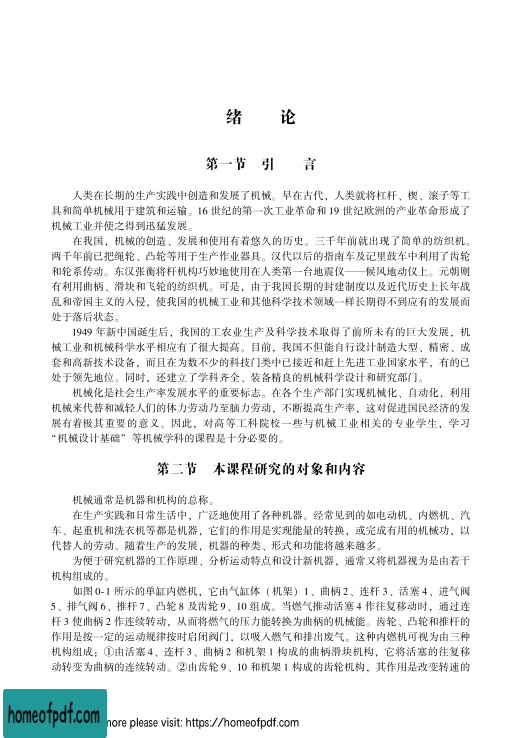 绪　　论
第一节　引　　言
人类在长期的生产实践中创造和发展了机械。早在古代，人类就将杠杆、楔、滚子等工
具和简单机械用于建筑和运输。16 世纪的第一次工业革命和 19 世纪欧洲的产业革命形成了
机械工业并使之得到迅猛发展。
在我国，机械的创造、发展和使用有着悠久的历史。三千年前就出现了简单的纺织机。
两千年前已把绳轮、凸轮等用于生产作业器具。汉代以后的指南车及记里鼓车中利用了齿轮
和轮系传动。东汉张衡将杆机构巧妙地使用在人类第一台地震仪——候风地动仪上。元朝则
有利用曲柄、滑块和飞轮的纺织机。可是，由于我国长期的封建制度以及近代历史上长年战
乱和帝国主义的入侵，使我国的机械工业和其他科学技术领域一样长期得不到应有的发展而
处于落后状态。
1949 年新中国诞生后，我国的工农业生产及科学技术取得了前所未有的巨大发展，机
械工业和机械科学水平相应有了很大提高。目前，我国不但能自行设计制造大型、精密、成
套和高新技术设备，而且在为数不少的科技门类中已接近和赶上先进工业国家水平，有的已
处于领先地位。同时，还建立了学科齐全、装备精良的机械科学设计和研究部门。
机械化是社会生产率发展水平的重要标志。在各个生产部门实现机械化、自动化，利用
机械来代替和减轻人们的体力劳动乃至脑力劳动，不断提高生产率，这对促进国民经济的发
展有着极其重要的意义。因此，对高等工科院校一些与机械工业相关的专业学生，学习
“机械设计基础”等机械学科的课程是十分必要的。
第二节　本课程研究的对象和内容
机械通常是机器和机构的总称。
在生产实践和日常生活中，广泛地使用了各种机器。经常见到的如电动机、内燃机、汽
车、起重机和洗衣机等都是机器，它们的作用是实现能量的转换，或完成有用的机械功，以
代替人的劳动。随着生产的发展，机器的种类、形式和功能将越来越多。
为便于研究机器的工作原理、分析运动特点和设计新机器，通常又将机器视为是由若干
机构组成的。
如图 0-1 所示的单缸内燃机，它由气缸体（机架）1、曲柄 2、连杆 3、活塞 4、进气阀
5、排气阀 6、推杆 7、凸轮 8 及齿轮 9、10 组成。当燃气推动活塞 4 作往复移动时，通过连
杆 3 使曲柄 2 作连续转动，从而将燃气的压力能转换为曲柄的机械能。齿轮、凸轮和推杆的
作用是按一定的运动规律按时启闭阀门，以吸入燃气和排出废气。这种内燃机可视为由三种
机构组成：①由活塞 4、连杆 3、曲柄 2 和机架 1 构成的曲柄滑块机构，它将活塞的往复移
动转变为曲柄的连续转动。②由齿轮 9、10 和机架 1 构成的齿轮机构，其作用是改变转速的
homeofpdf.com
more please visit: https://homeofpdf.com